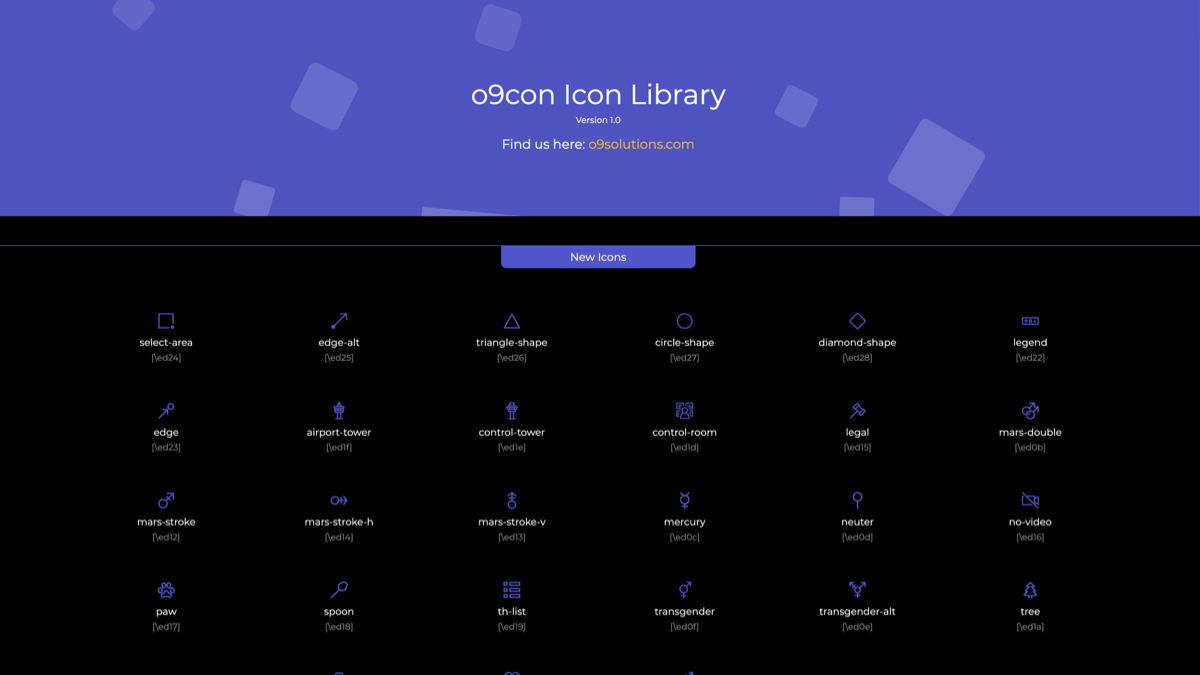 o9con Icon Library
Version 1.0
Find us here: o9solutions.com
New Icons
select-area edge-alt triangle-shape circle-shape diamond-shape legend
[\ed24] [\ed25] [\ed26] [\ed27] [\ed28] [\ed22]
edge airport-tower control-tower control-room legal mars-double
[\ed23] [\ed1f] [\ed1e] [\ed1d] [\ed15] [\ed0b]
mars-stroke mars-stroke-h mars-stroke-v mercury neuter no-video
[\ed12] [\ed14] [\ed13] [\ed0c] [\ed0d] [\ed16]
paw spoon th-list transgender transgender-alt tree
[\ed17] [\ed18] [\ed19] [\ed0f] [\ed0e] [\ed1a]